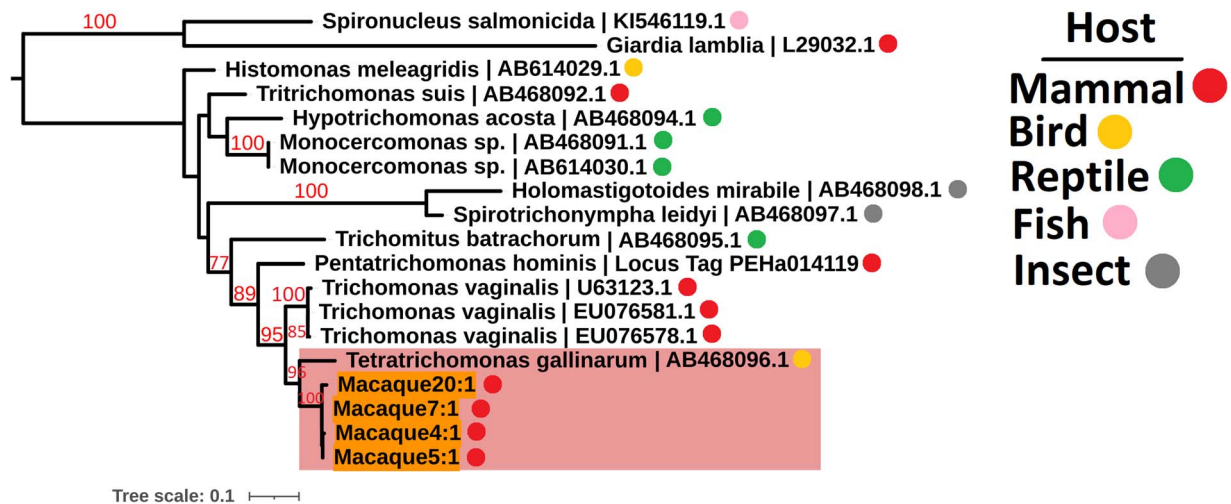 100
Spironucleus salmonicida | KI546119.1
Giardia lamblia | L29032.1
Histomonas meleagridis | AB614029.1
Tritrichomonas suis | AB468092.1
Hypotrichomonas acosta | AB468094.1
100
Monocercomonas sp. | AB468091.1
Monocercomonas sp. | AB614030.1
100
Holomastigotoides mirabile | AB468098.1
Spirotrichonympha leidyi | AB468097.1
Trichomitus batrachorum | AB468095.1
77
Pentatrichomonas hominis | Locus Tag PEHa014119
89
100
Trichomonas vaginalis | U63123.1
Trichomonas vaginalis | EU076581.1
95
85
Trichomonas vaginalis | EU076578.1
Tetratrichomonas gallinarum | AB468096.1
95
Macaque20:1
100
Macaque7:1
Macaque4:1
Macaque5:1
Tree scale: 0.1
Host
Mammal
Bird
Reptile
Fish
Insect